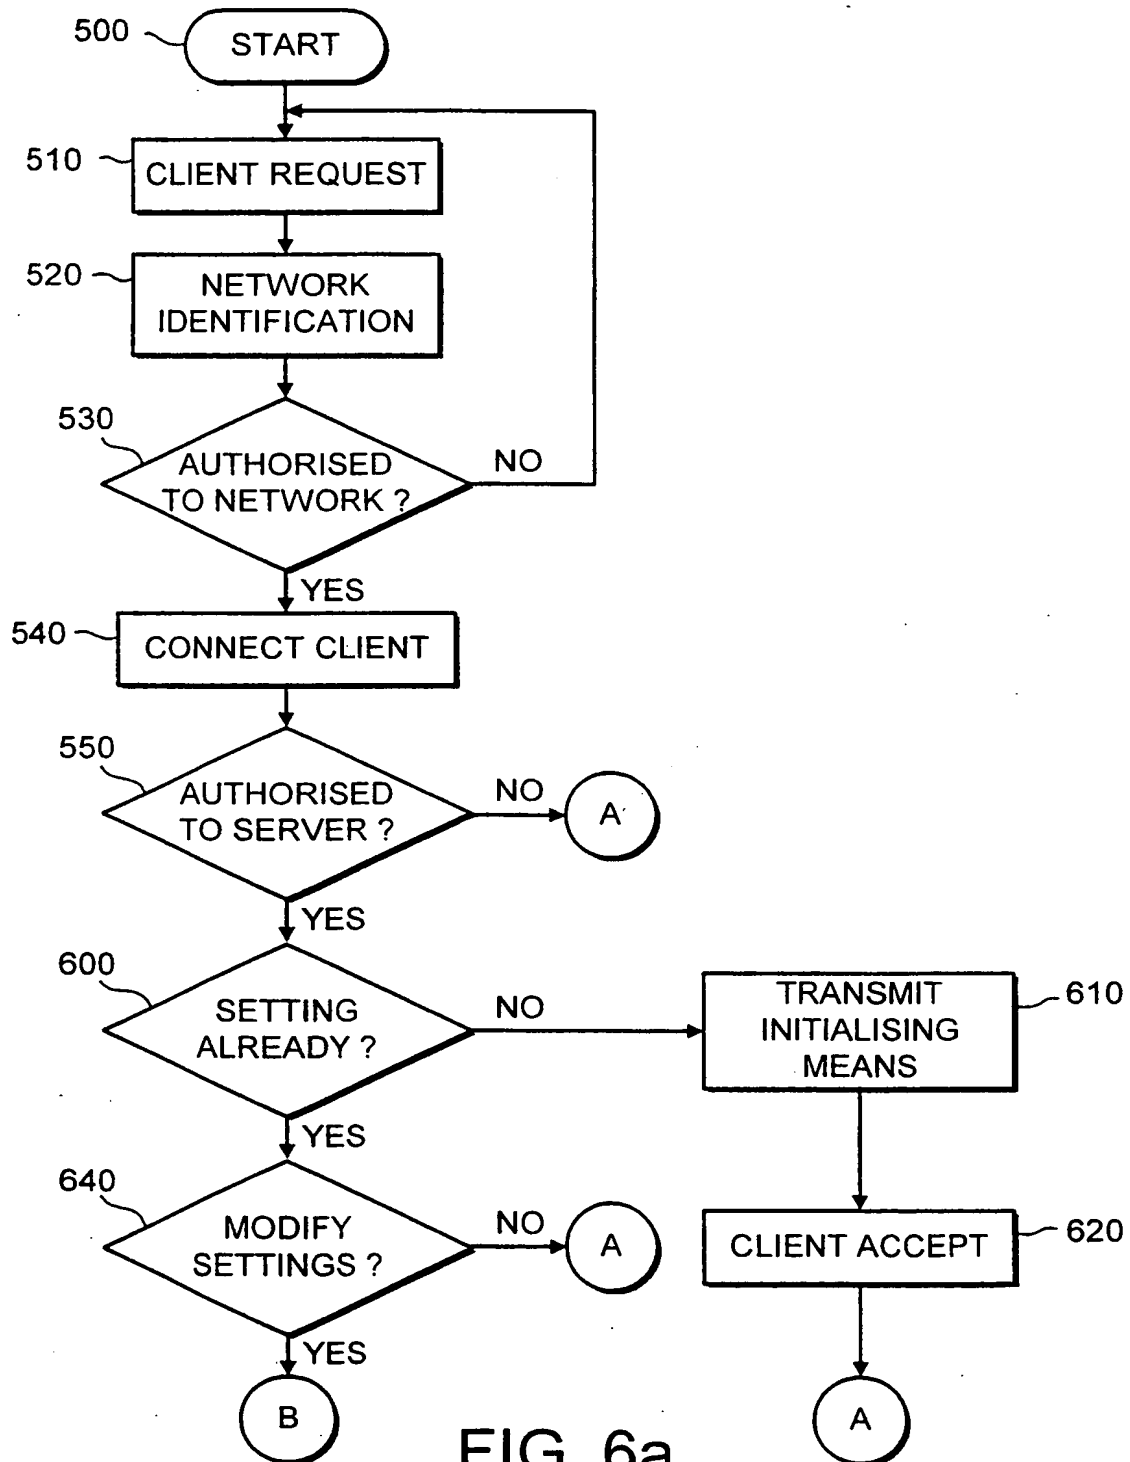 500
START
510
CLIENT REQUEST
520
NETWORK
IDENTIFICATION
530
AUTHORISED
TO NETWORK ?
NO
YES
540
CONNECT CLIENT
550
AUTHORISED
TO SERVER ?
NO
A
YES
600
SETTING
ALREADY ?
NO
TRANSMIT
INITIALISING
MEANS
610
YES
640
MODIFY
SETTINGS ?
NO
A
CLIENT ACCEPT
620
YES
B
A
FIG. 6a